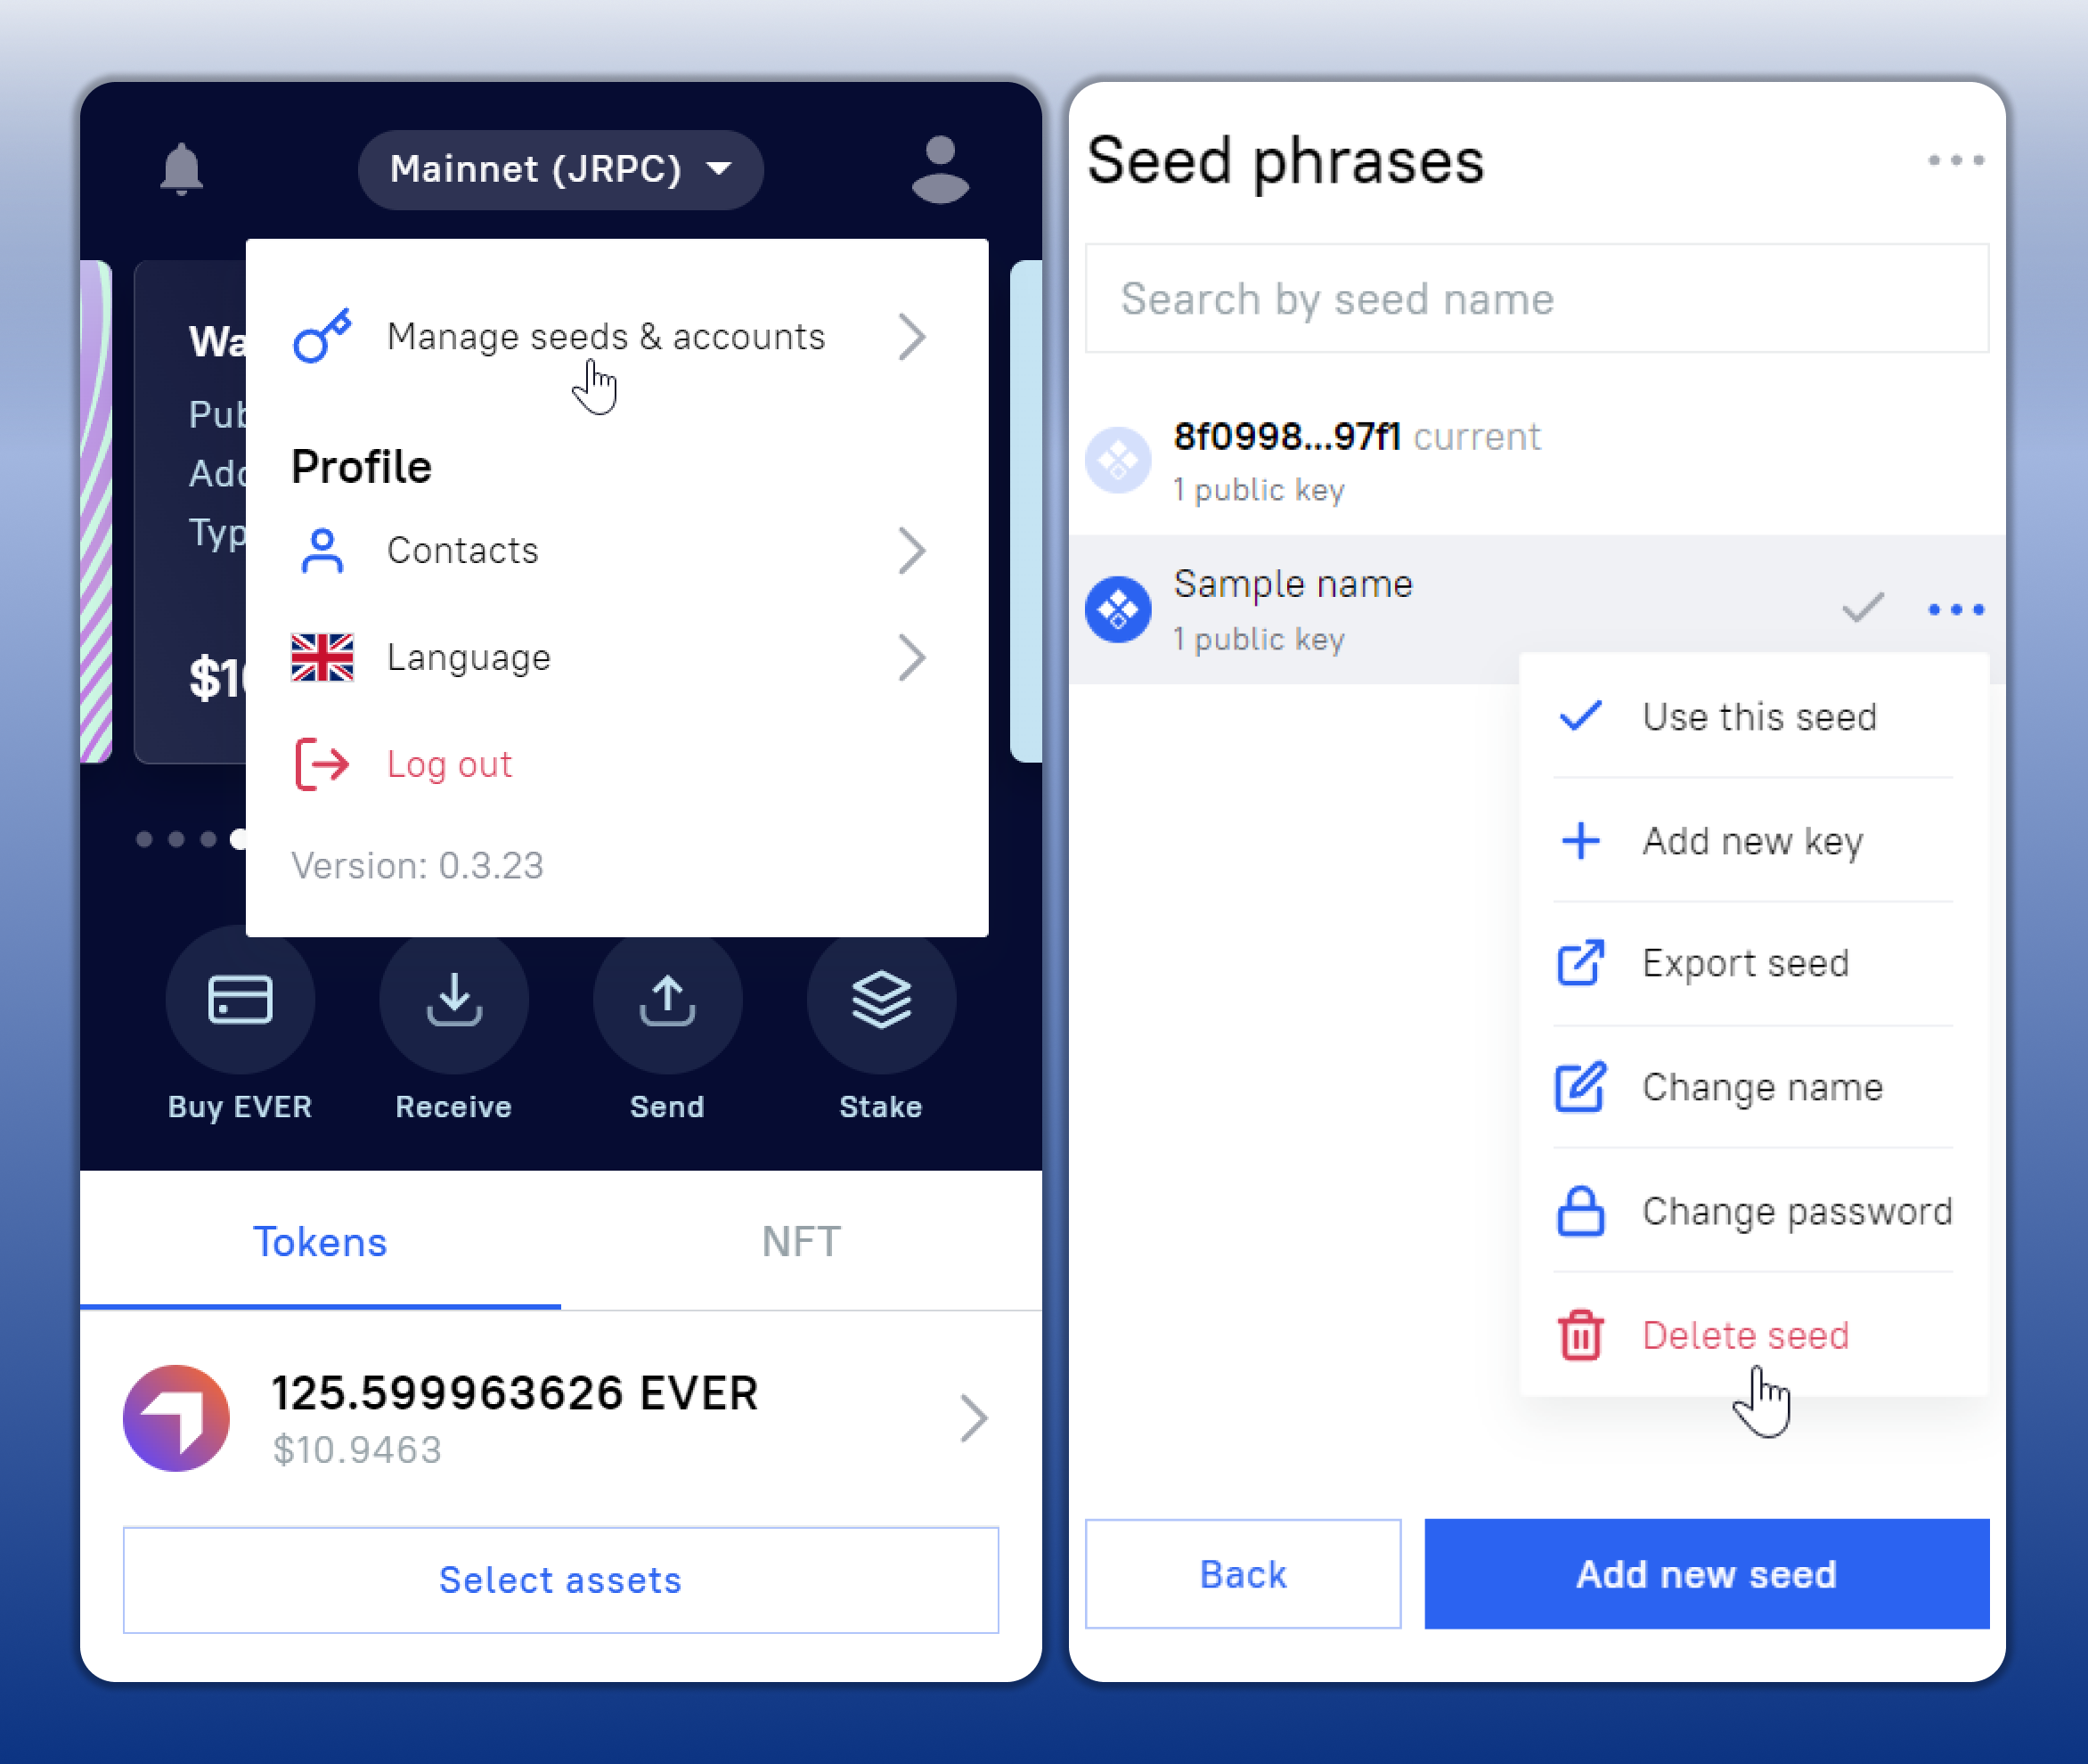 Mainnet (JRPC)
Manage seeds & accounts
Profile
Contacts
Language
Log out
Version: 0.3.23
Wa
Pub
Add
Typ
$10
Buy EVER
Receive
Send
Stake
Tokens
NFT
125.599963626 EVER
$10.9463
Select assets
Seed phrases
Search by seed name
8f0998...97f1 current
1 public key
Sample name
1 public key
Use this seed
Add new key
Export seed
Change name
Change password
Delete seed
Back
Add new seed